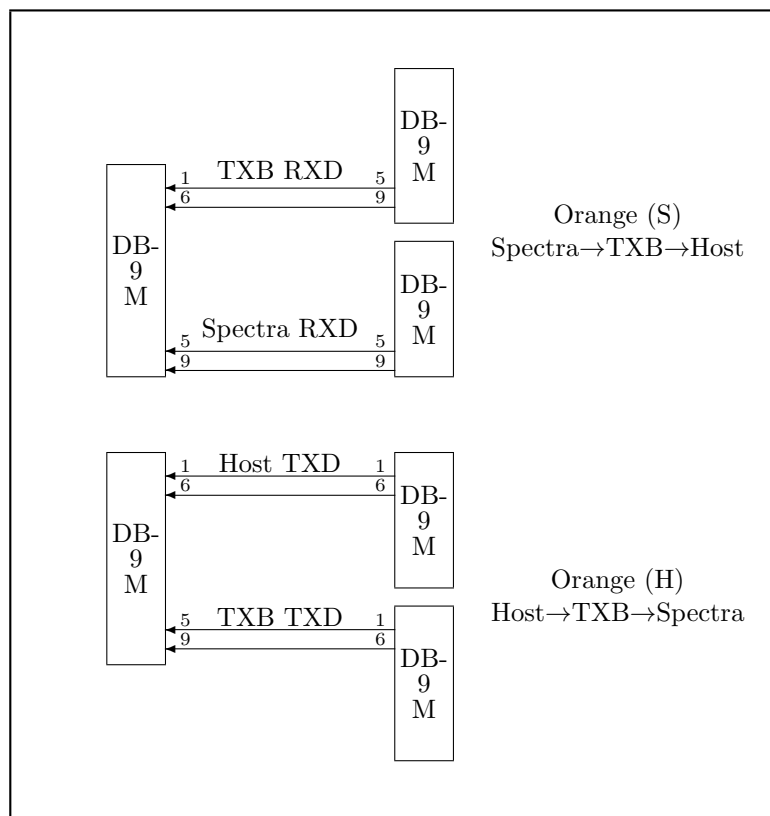 DB-
9
M
1 TXB RXD 5
6 9
Orange (S)
Spectra→TXB→Host
DB-
9
M
DB-
9
M
5 Spectra RXD 5
9 9
1 Host TXD 1
6 6
DB-
9
M
DB-
9
M
Orange (H)
Host→TXB→Spectra
5 TXB TXD 1
9 6
DB-
9
M